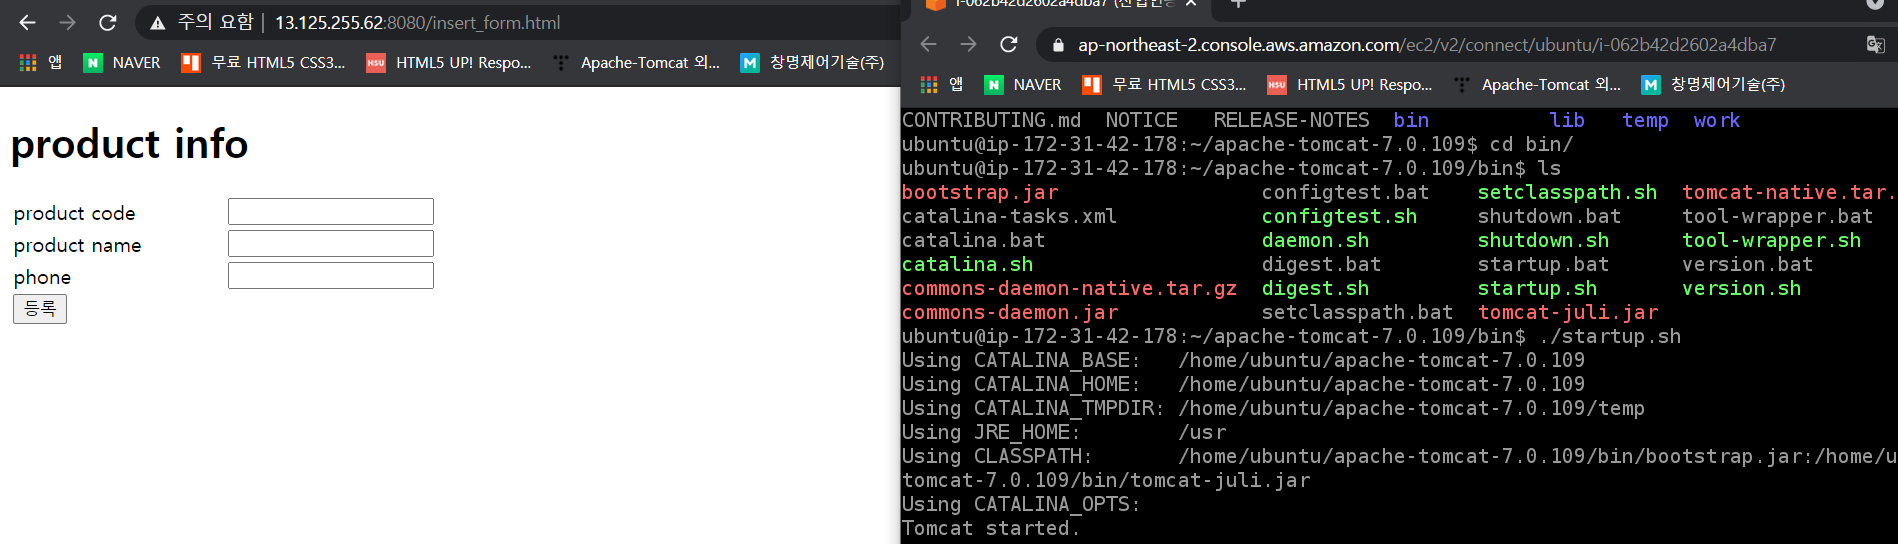 주의 요함 | 13.125.255.62:8080/insert_form.html
앱 NAVER 무료 HTML5 CSS3... HSU HTML5 UP! Respo... Apache-Tomcat 외... M 창명제어기술(주)
product info
product code
product name
phone
등록
i-062b42d2602a4dba7
ap-northeast-2.console.aws.amazon.com/ec2/v2/connect/ubuntu/i-062b42d2602a4dba7
앱 NAVER 무료 HTML5 CSS3... HSU HTML5 UP! Respo... Apache-Tomcat 외... M 창명제어기술(주)
CONTRIBUTING.md NOTICE RELEASE-NOTES bin lib temp work
ubuntu@ip-172-31-42-178:~/apache-tomcat-7.0.109$ cd bin/
ubuntu@ip-172-31-42-178:~/apache-tomcat-7.0.109/bin$ ls
bootstrap.jar configtest.bat setclasspath.sh tomcat-native.tar.
catalina-tasks.xml configtest.sh shutdown.bat tool-wrapper.bat
catalina.bat daemon.sh shutdown.sh tool-wrapper.sh
catalina.sh digest.bat startup.bat version.bat
commons-daemon-native.tar.gz digest.sh startup.sh version.sh
commons-daemon.jar setclasspath.bat tomcat-juli.jar
ubuntu@ip-172-31-42-178:~/apache-tomcat-7.0.109/bin$ ./startup.sh
Using CATALINA_BASE: /home/ubuntu/apache-tomcat-7.0.109
Using CATALINA_HOME: /home/ubuntu/apache-tomcat-7.0.109
Using CATALINA_TMPDIR: /home/ubuntu/apache-tomcat-7.0.109/temp
Using JRE_HOME: /usr
Using CLASSPATH: /home/ubuntu/apache-tomcat-7.0.109/bin/bootstrap.jar:/home/u
tomcat-7.0.109/bin/tomcat-juli.jar
Using CATALINA_OPTS:
Tomcat started.